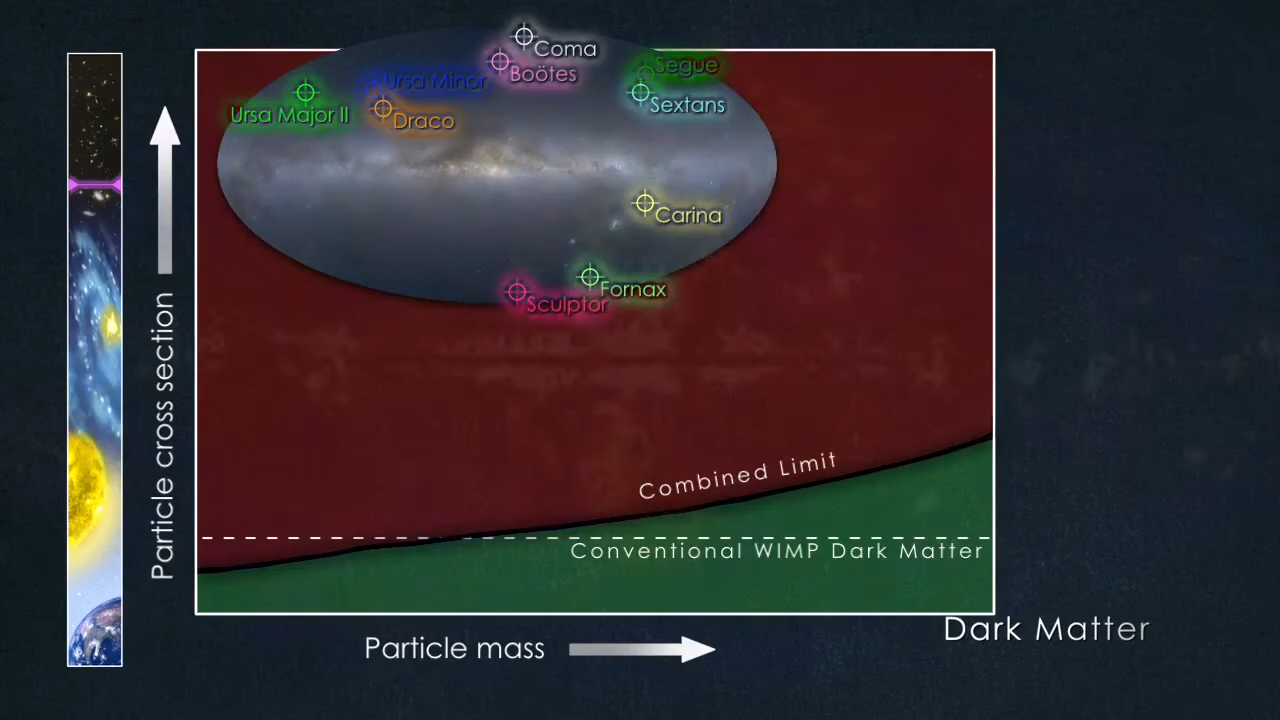 Coma
Boötes
Segue
Ursa Minor
Sextans
Ursa Major II
Draco
Carina
Fornax
Sculptor
Particle cross section
Combined Limit
Conventional WIMP Dark Matter
Dark Matter
Particle mass